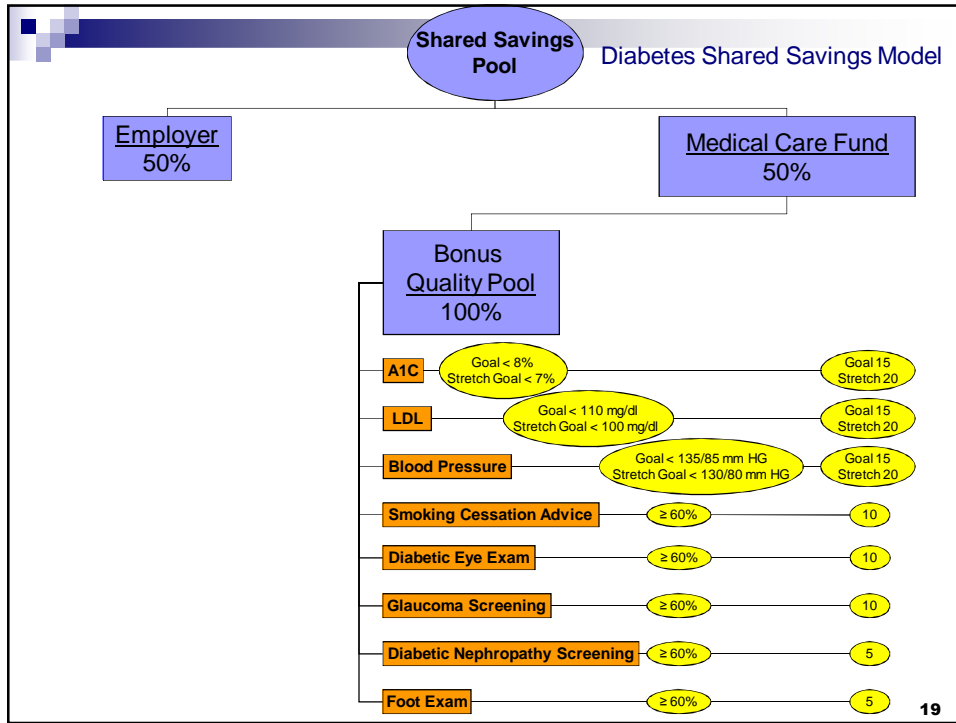 Shared Savings
Pool
Diabetes Shared Savings Model
Employer
50%
Medical Care Fund
50%
Bonus
Quality Pool
100%
A1C
Goal < 8%
Stretch Goal < 7%
Goal 15
Stretch 20
LDL
Goal < 110 mg/dl
Stretch Goal < 100 mg/dl
Goal 15
Stretch 20
Blood Pressure
Goal < 135/85 mm HG
Stretch Goal < 130/80 mm HG
Goal 15
Stretch 20
Smoking Cessation Advice
≥ 60%
10
Diabetic Eye Exam
≥ 60%
10
Glaucoma Screening
≥ 60%
10
Diabetic Nephropathy Screening
≥ 60%
5
Foot Exam
≥ 60%
5
19